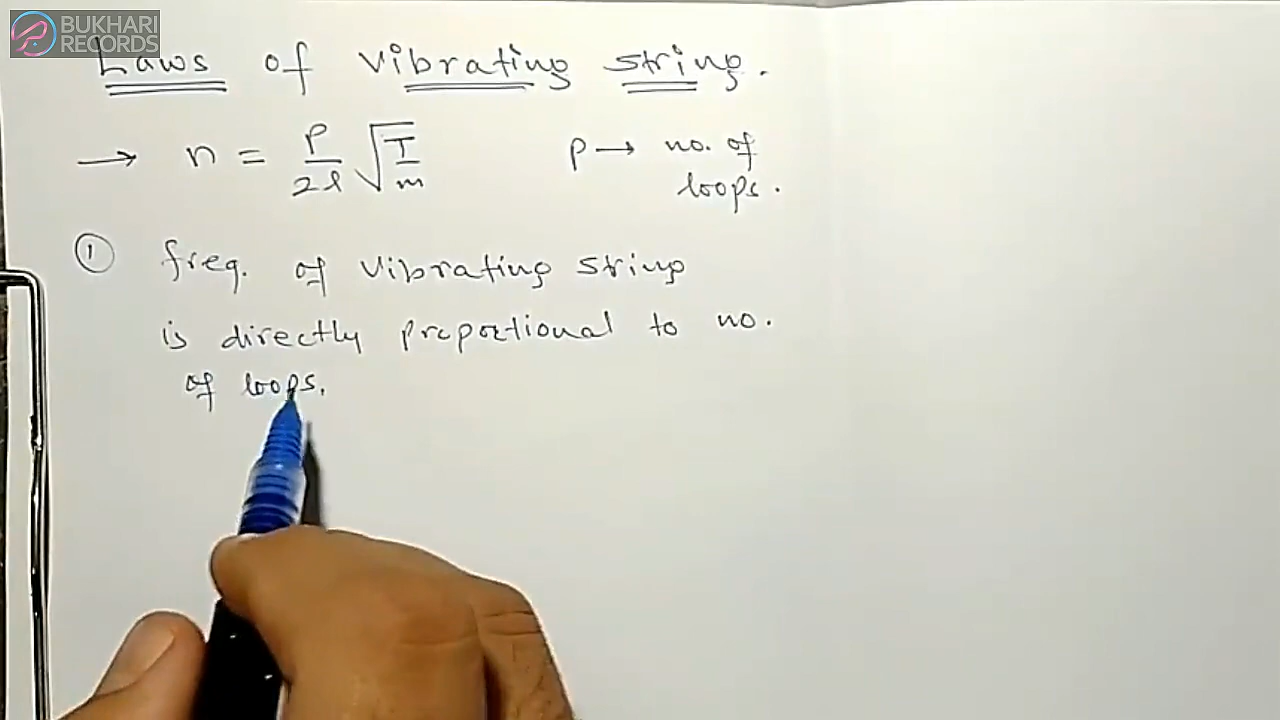 BUKHARI
RECORDS
Laws of vibrating string.
→ n = P/2l √T/m p → no. of
loops.
① freq. of vibrating string
is directly proportional to no.
of loops.